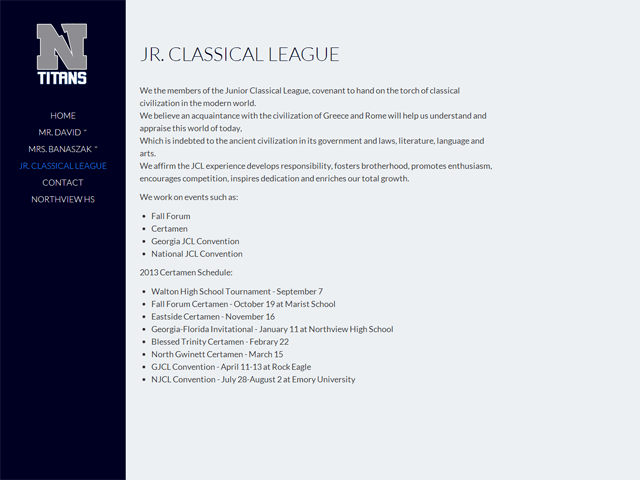 N
TITANS
HOME
MR. DAVID
MRS. BANASZAK
JR. CLASSICAL LEAGUE
CONTACT
NORTHVIEW HS
JR. CLASSICAL LEAGUE
We the members of the Junior Classical League, covenant to hand on the torch of classical
civilization in the modern world.
We believe an acquaintance with the civilization of Greece and Rome will help us understand and
appraise this world of today,
Which is indebted to the ancient civilization in its government and laws, literature, language and
arts.
We affirm the JCL experience develops responsibility, fosters brotherhood, promotes enthusiasm,
encourages competition, inspires dedication and enriches our total growth.
We work on events such as:
• Fall Forum
• Certamen
• Georgia JCL Convention
• National JCL Convention
2013 Certamen Schedule:
• Walton High School Tournament - September 7
• Fall Forum Certamen - October 19 at Marist School
• Eastside Certamen - November 16
• Georgia-Florida Invitational - January 11 at Northview High School
• Blessed Trinity Certamen - Febrary 22
• North Gwinett Certamen - March 15
• GJCL Convention - April 11-13 at Rock Eagle
• NJCL Convention - July 28-August 2 at Emory University